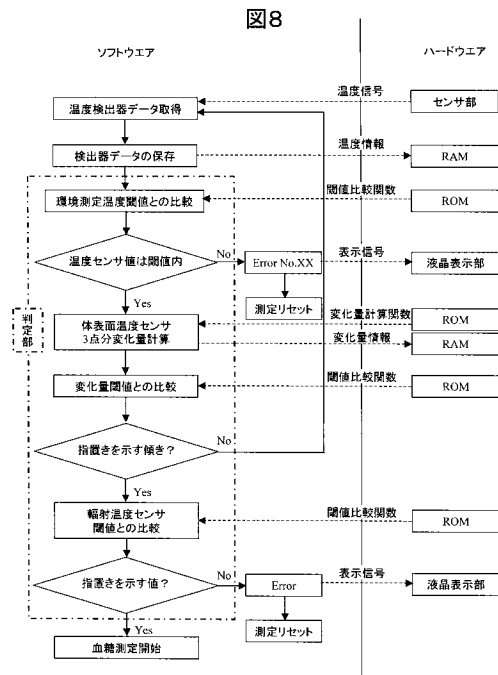 図8
ソフトウエア
ハードウエア
温度検出器データ取得
温度信号
センサ部
検出器データの保存
温度情報
RAM
環境測定温度閾値との比較
閾値比較関数
ROM
温度センサ値は閾値内
No
Error No.XX
表示信号
液晶表示部
測定リセット
Yes
判定部
体表面温度センサ
3点分変化量計算
変化量計算関数
ROM
変化量情報
RAM
変化量閾値との比較
閾値比較関数
ROM
指置きを示す傾き?
No
Yes
輻射温度センサ
閾値との比較
閾値比較関数
ROM
指置きを示す値?
No
Error
表示信号
液晶表示部
測定リセット
Yes
血糖測定開始